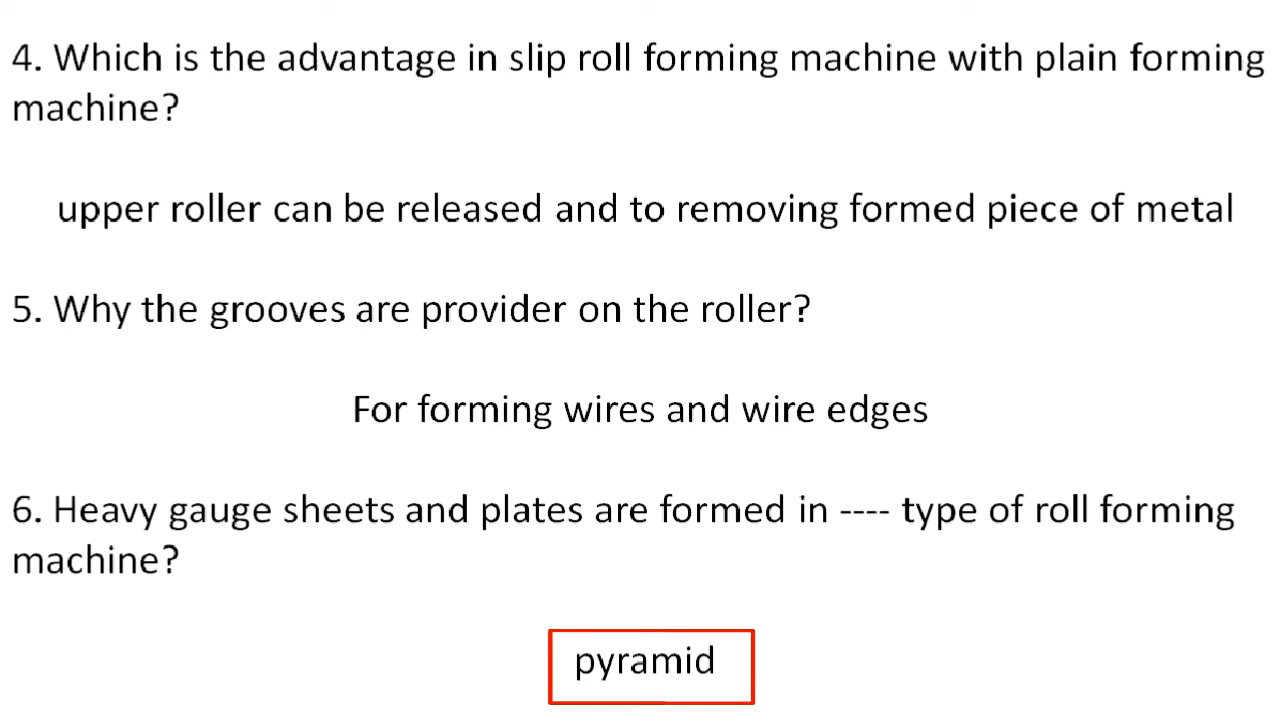 4. Which is the advantage in slip roll forming machine with plain forming
machine?
upper roller can be released and to removing formed piece of metal
5. Why the grooves are provider on the roller?
For forming wires and wire edges
6. Heavy gauge sheets and plates are formed in ---- type of roll forming
machine?
pyramid